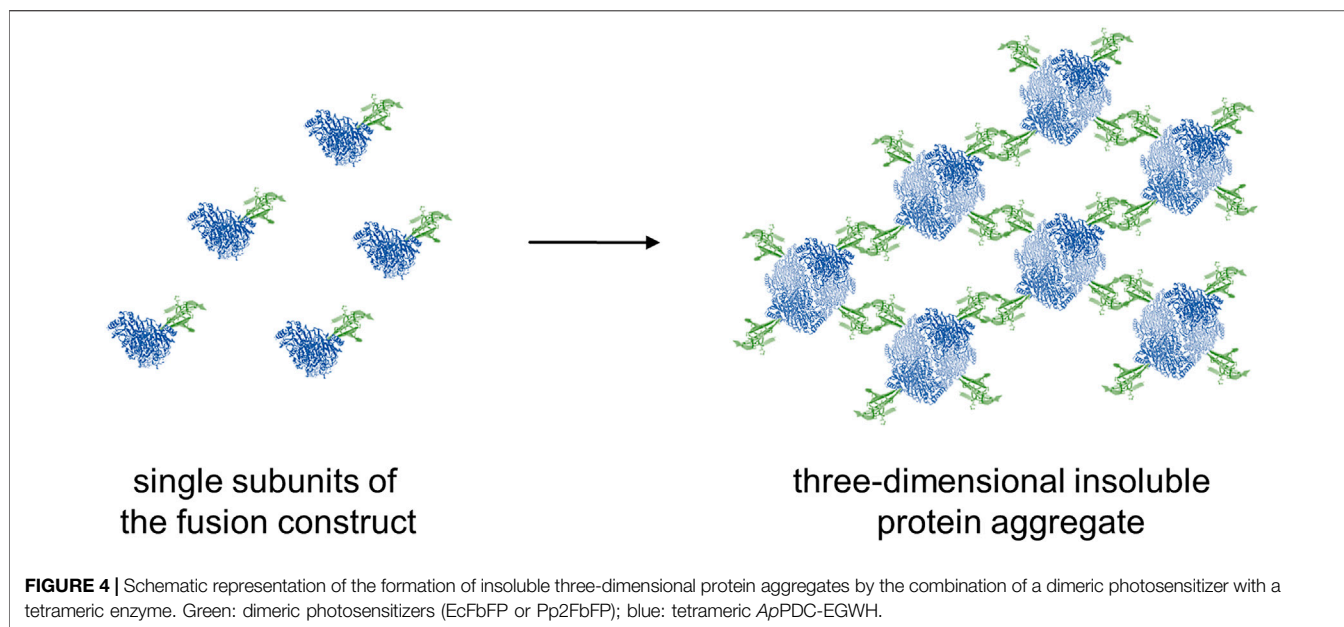 single subunits of
the fusion construct
three-dimensional insoluble
protein aggregate
FIGURE 4 | Schematic representation of the formation of insoluble three-dimensional protein aggregates by the combination of a dimeric photosensitizer with a
tetrameric enzyme. Green: dimeric photosensitizers (EcFbFP or Pp2FbFP); blue: tetrameric ApPDC-EGWH.